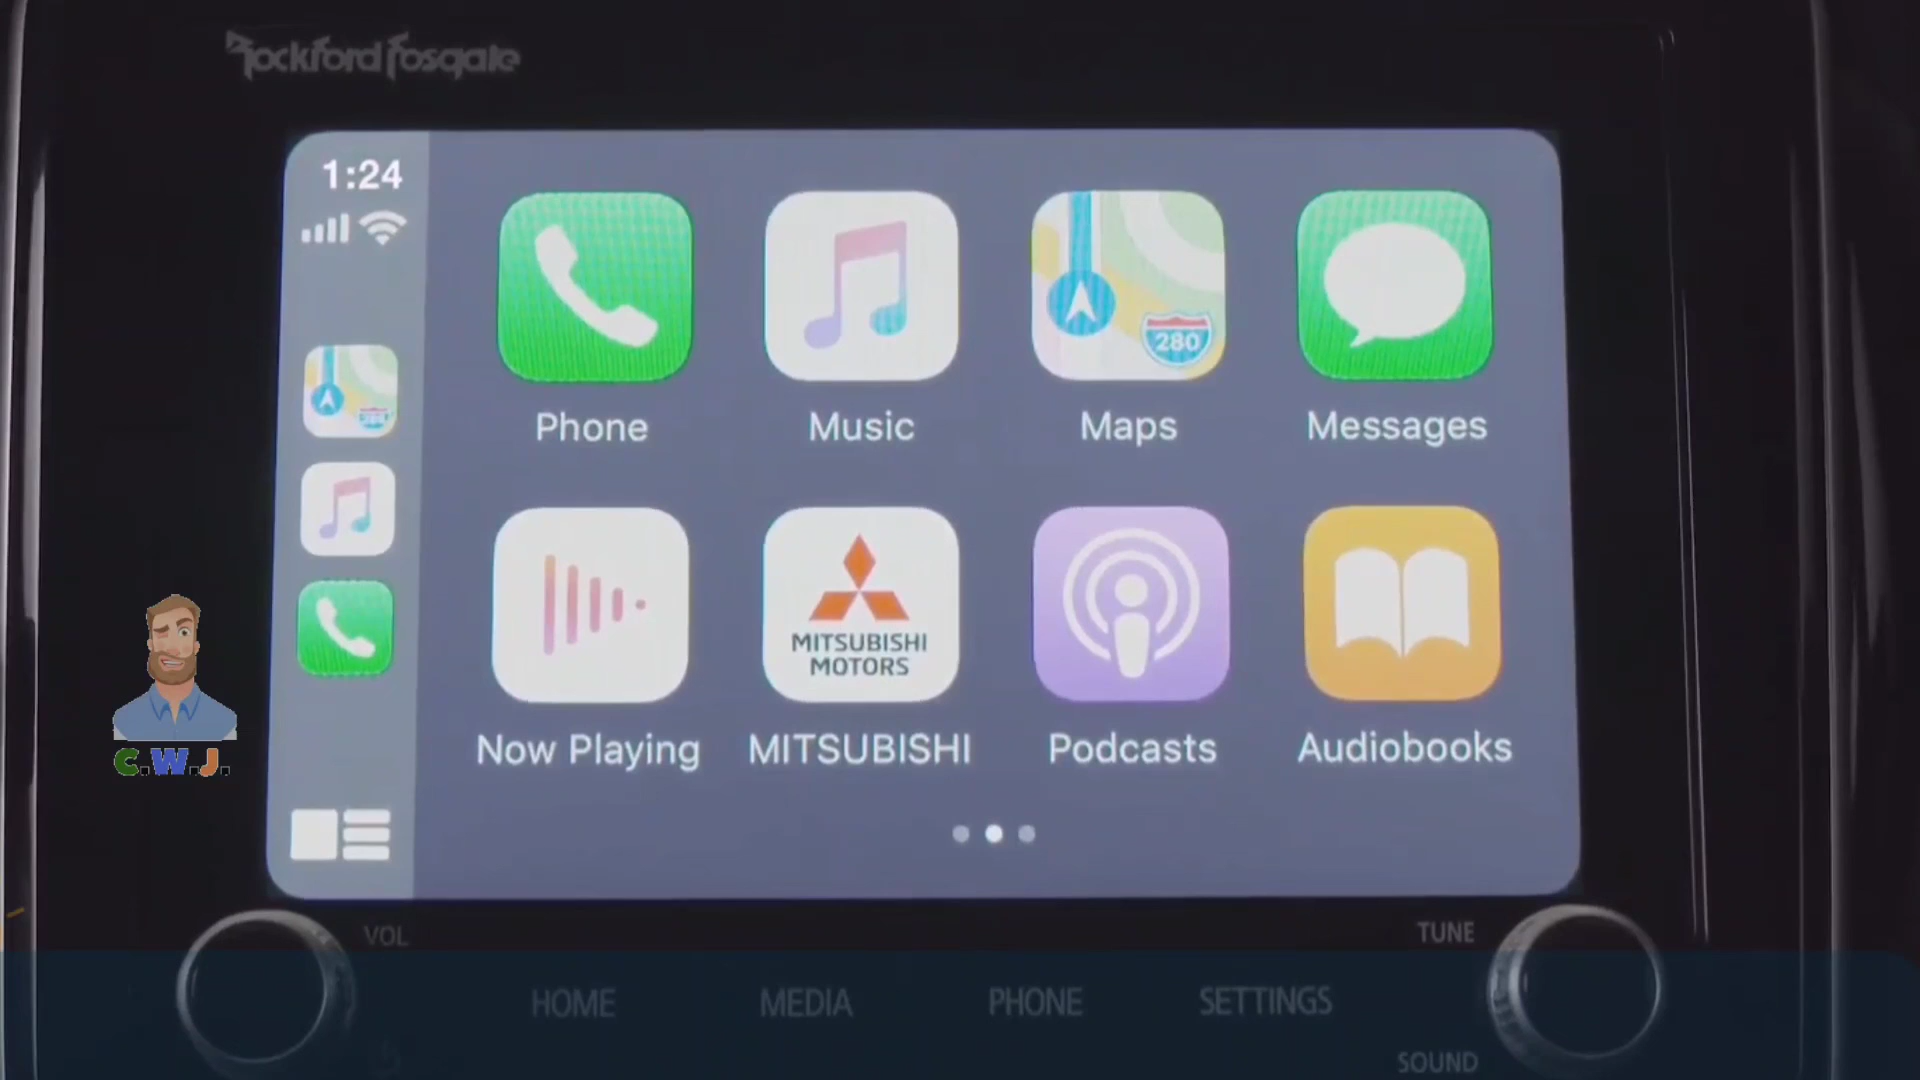 Rockford Fosgate
1:24
280
Phone
Music
Maps
Messages
MITSUBISHI
MOTORS
Now Playing
MITSUBISHI
Podcasts
Audiobooks
C.W.J.
VOL
TUNE
HOME
MEDIA
PHONE
SETTINGS
SOUND